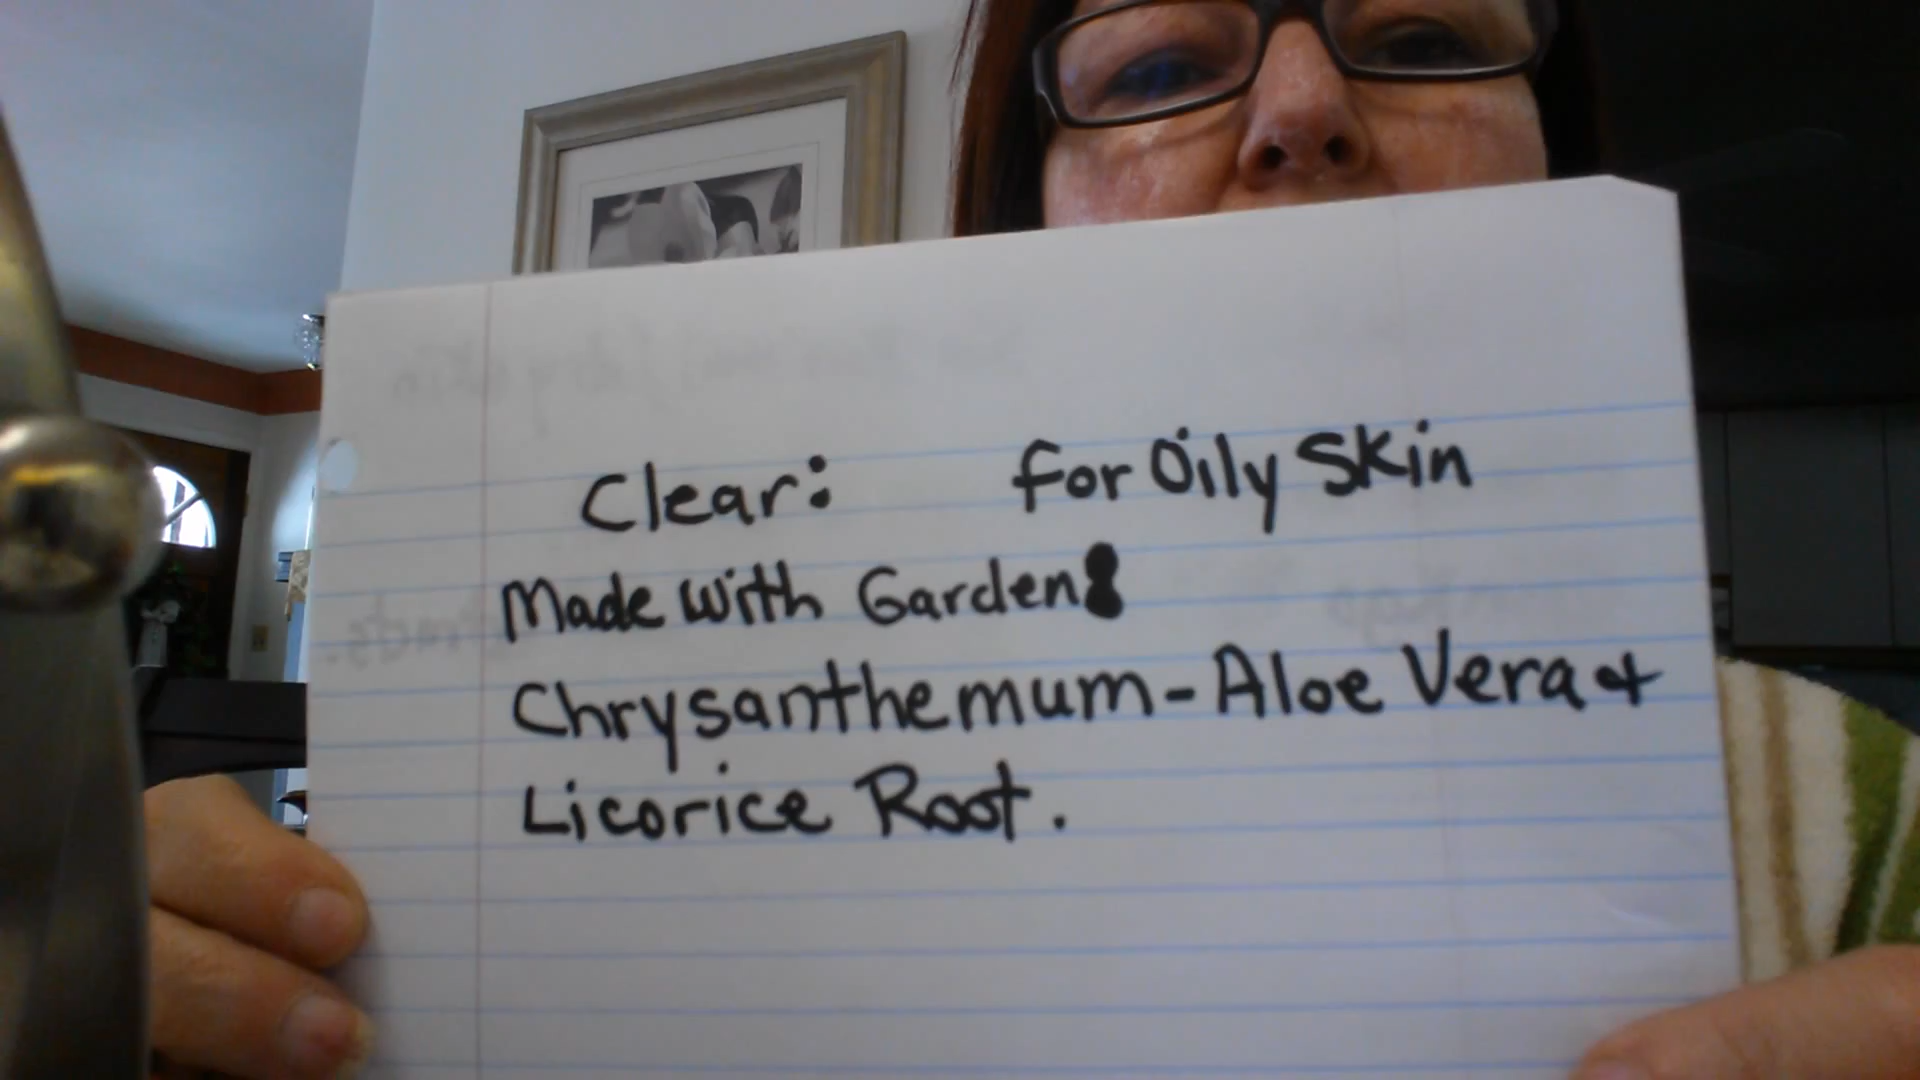 Clear: for Oily Skin
Made with Garden
Chrysanthemum-Aloe Vera &
Licorice Root.